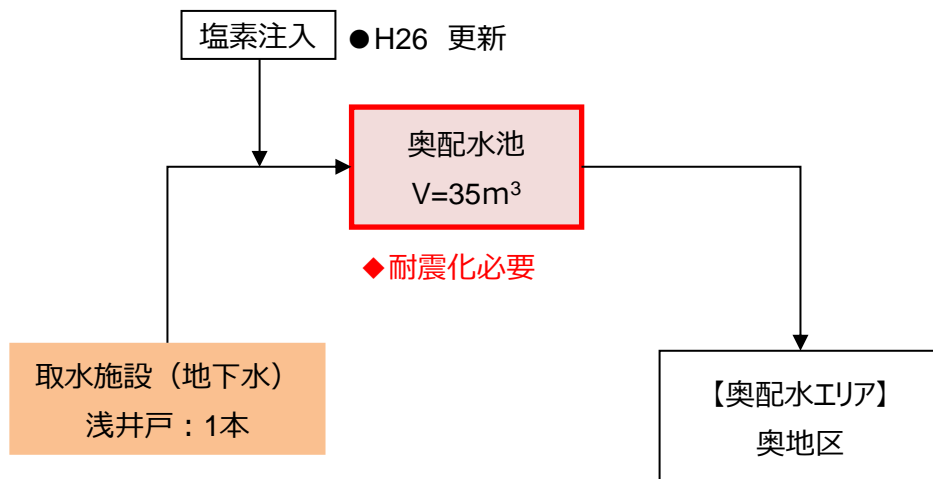 塩素注入
●H26 更新
奥配水池
V=35m³
◆耐震化必要
取水施設（地下水）
浅井戸：1本
【奥配水エリア】
奥地区